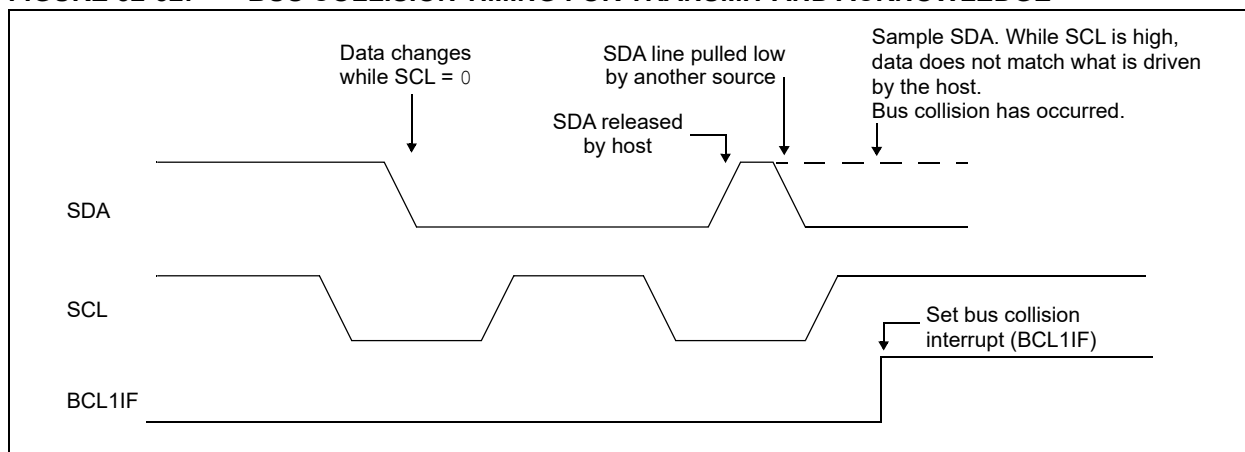 Data changes
while SCL = 0
SDA line pulled low
by another source
Sample SDA. While SCL is high,
data does not match what is driven
by the host.
Bus collision has occurred.
SDA released
by host
SDA
SCL
Set bus collision
interrupt (BCL1IF)
BCL1IF